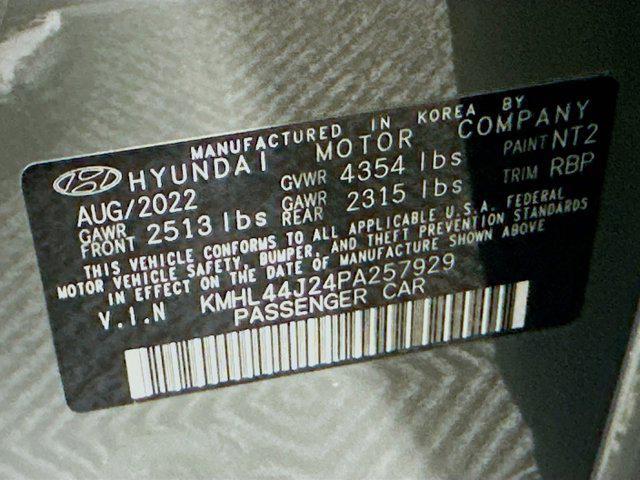 MANUFACTURED IN KOREA BY
HYUNDAI MOTOR COMPANY
AUG/2022 GVWR 4354 lbs PAINT NT2
GAWR FRONT 2513 lbs GAWR REAR 2315 lbs TRIM RBP
THIS VEHICLE CONFORMS TO ALL APPLICABLE U.S.A. FEDERAL
MOTOR VEHICLE SAFETY, BUMPER, AND THEFT PREVENTION STANDARDS
IN EFFECT ON THE DATE OF MANUFACTURE SHOWN ABOVE
V.I.N KMHL44J24PA257929
PASSENGER CAR